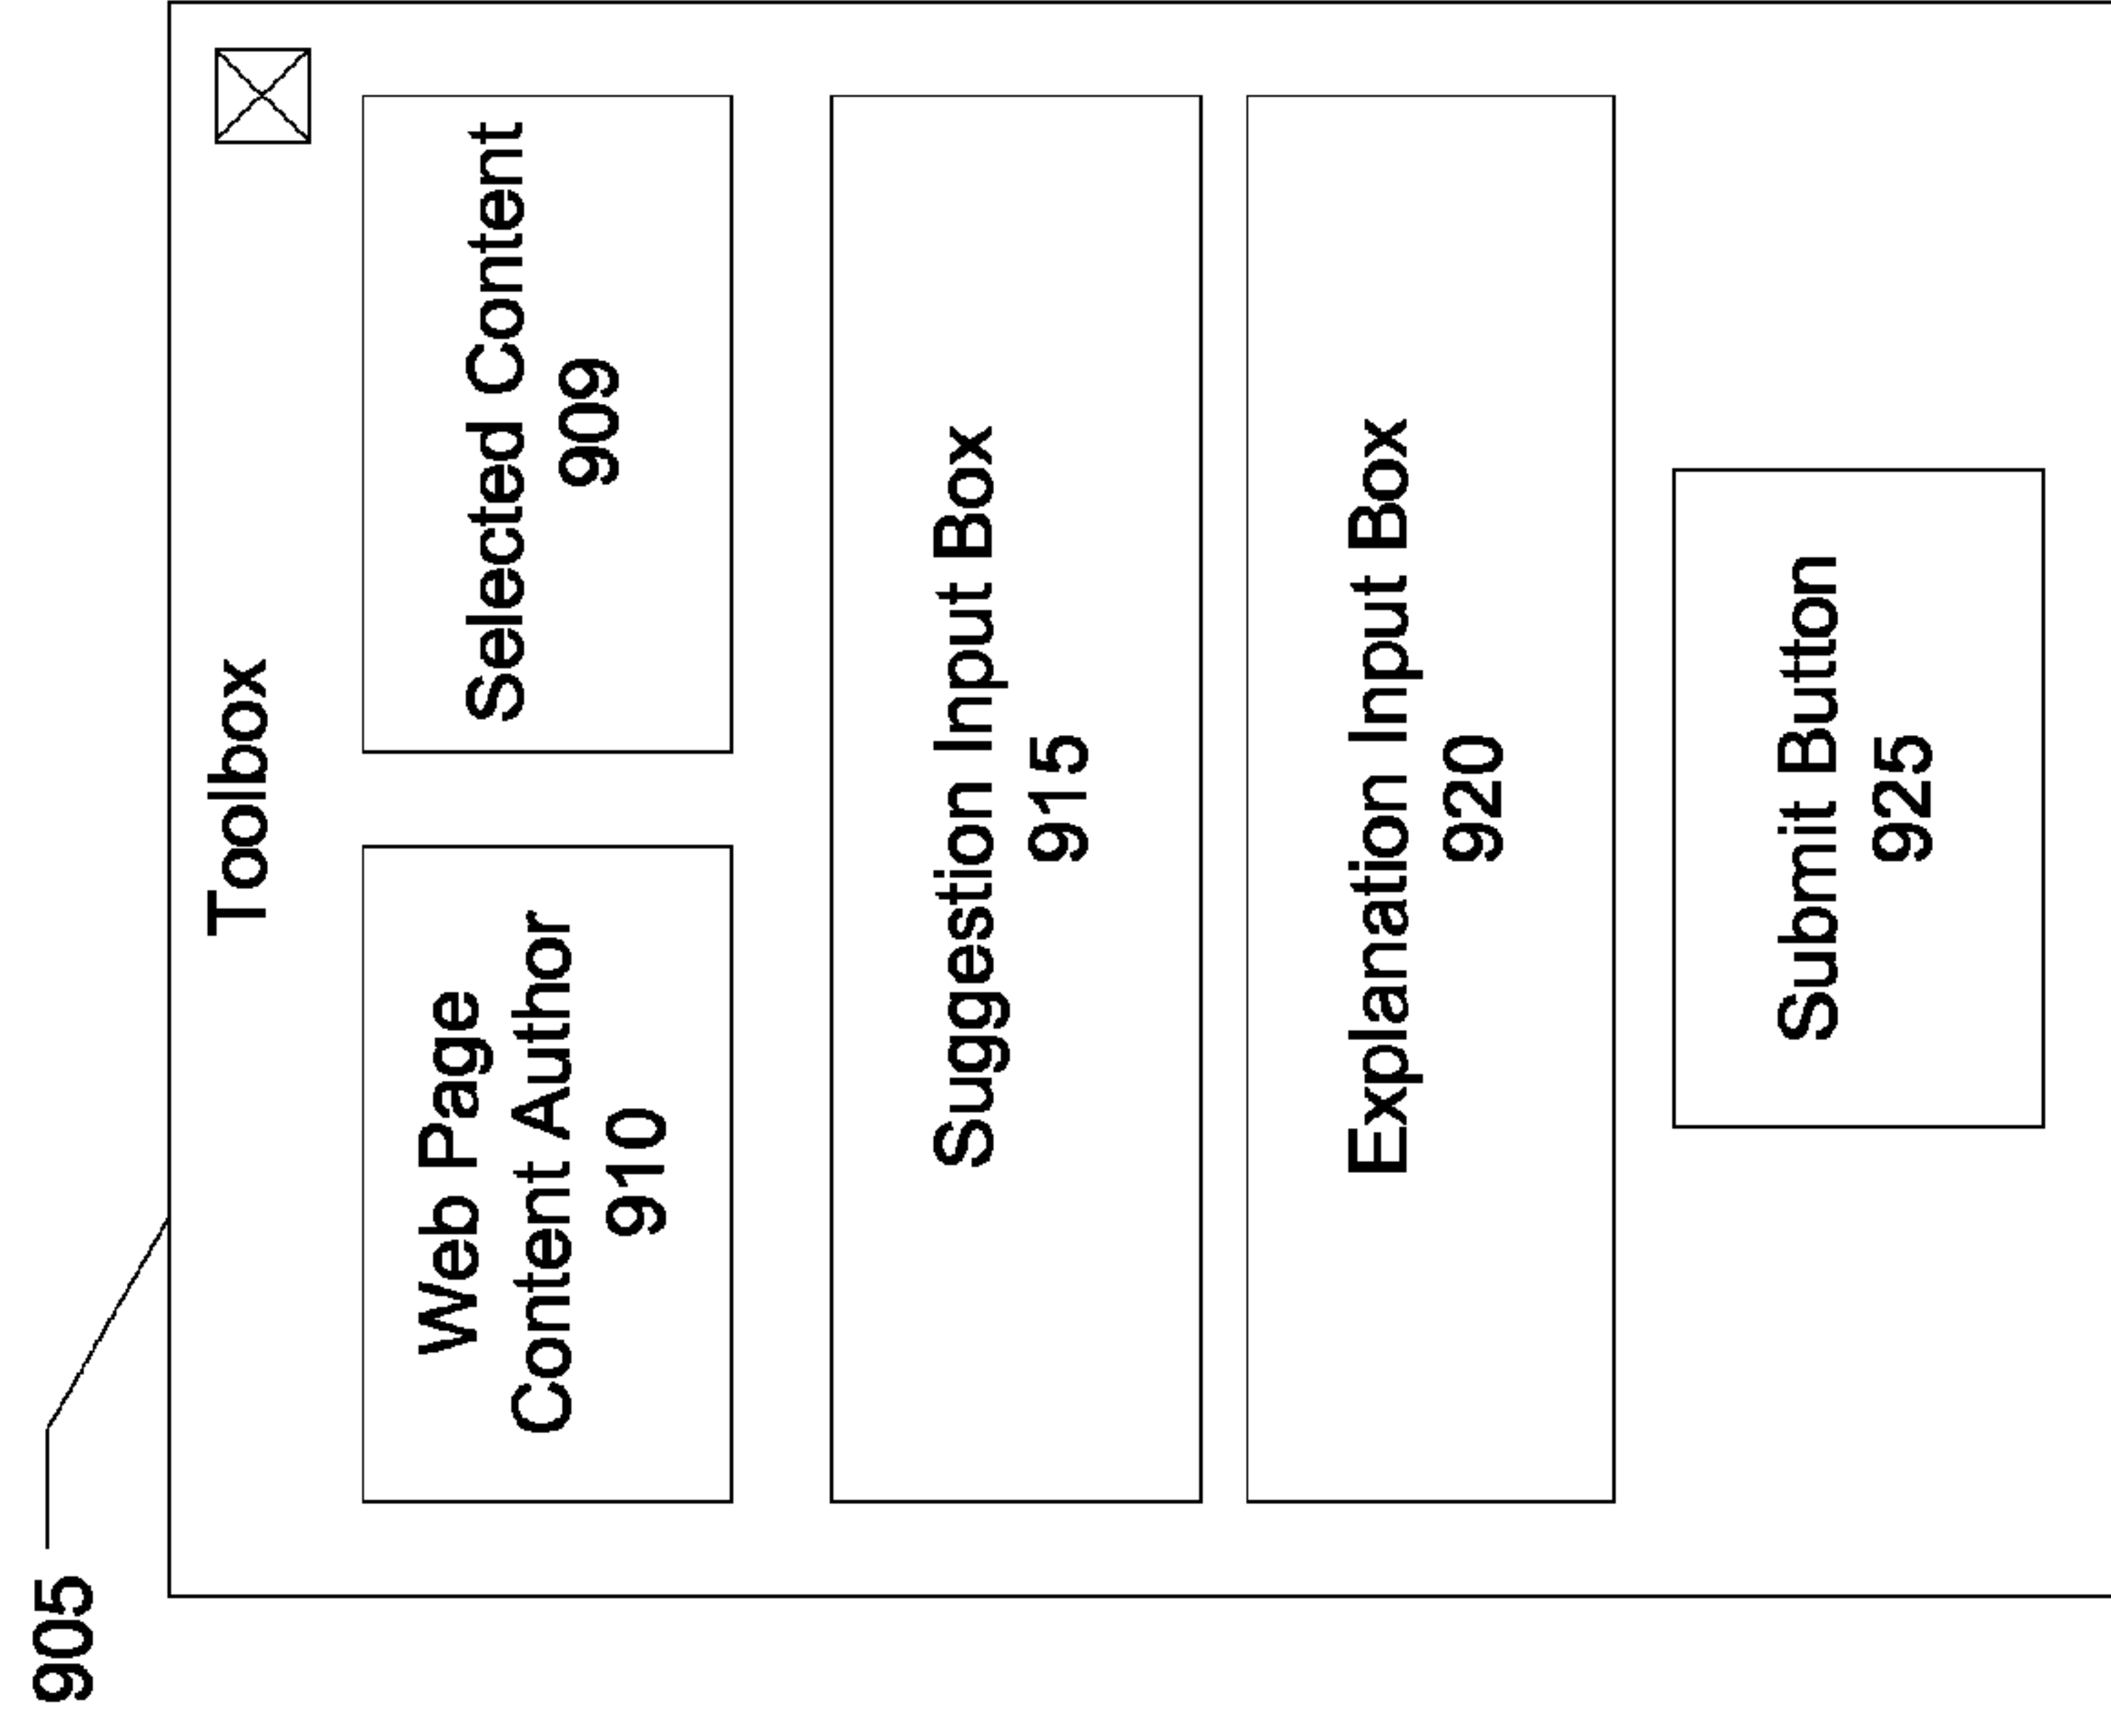 905
Toolbox
Web Page
Content Author
910
Selected Content
909
Suggestion Input Box
915
Explanation Input Box
920
Submit Button
925